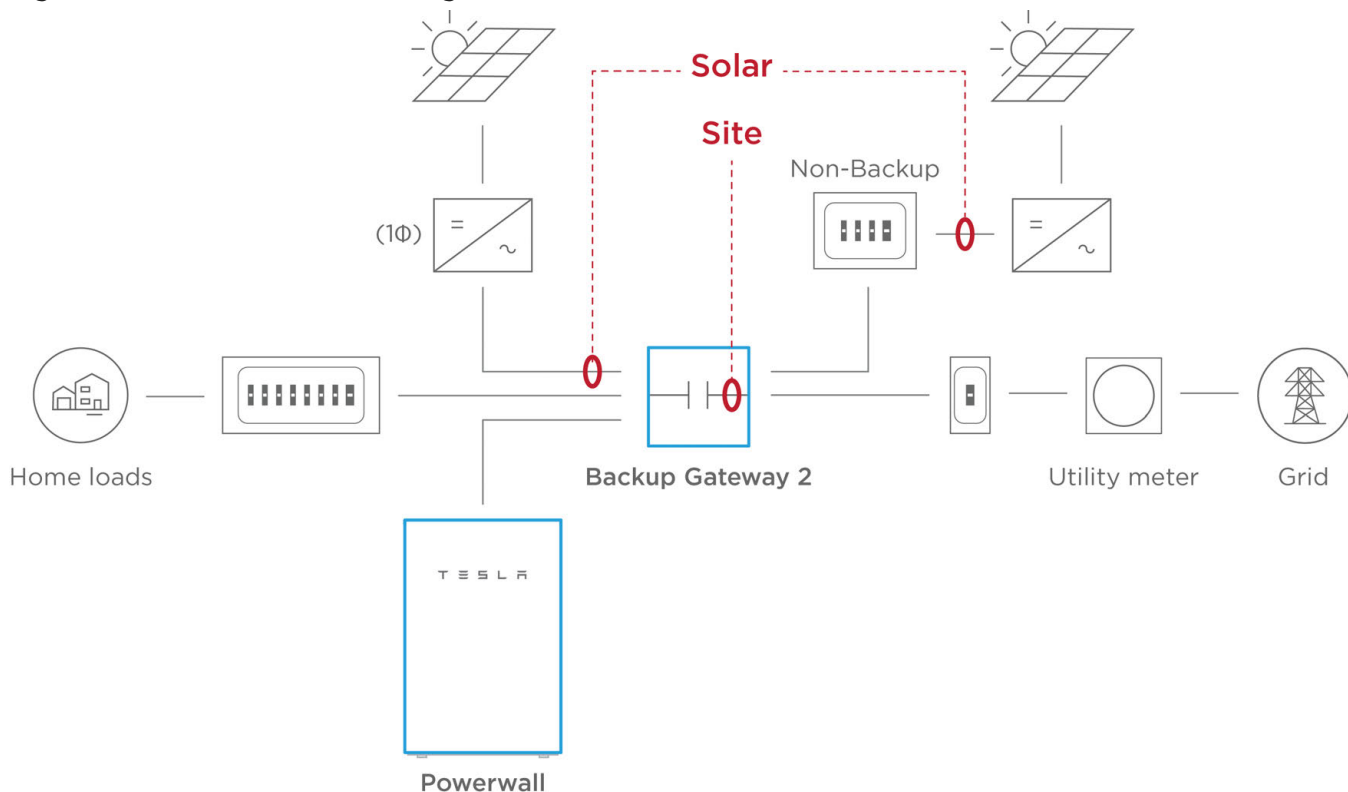 Solar
Site
Non-Backup
(1Φ)
Home loads
Backup Gateway 2
Utility meter
Grid
TESLA
Powerwall